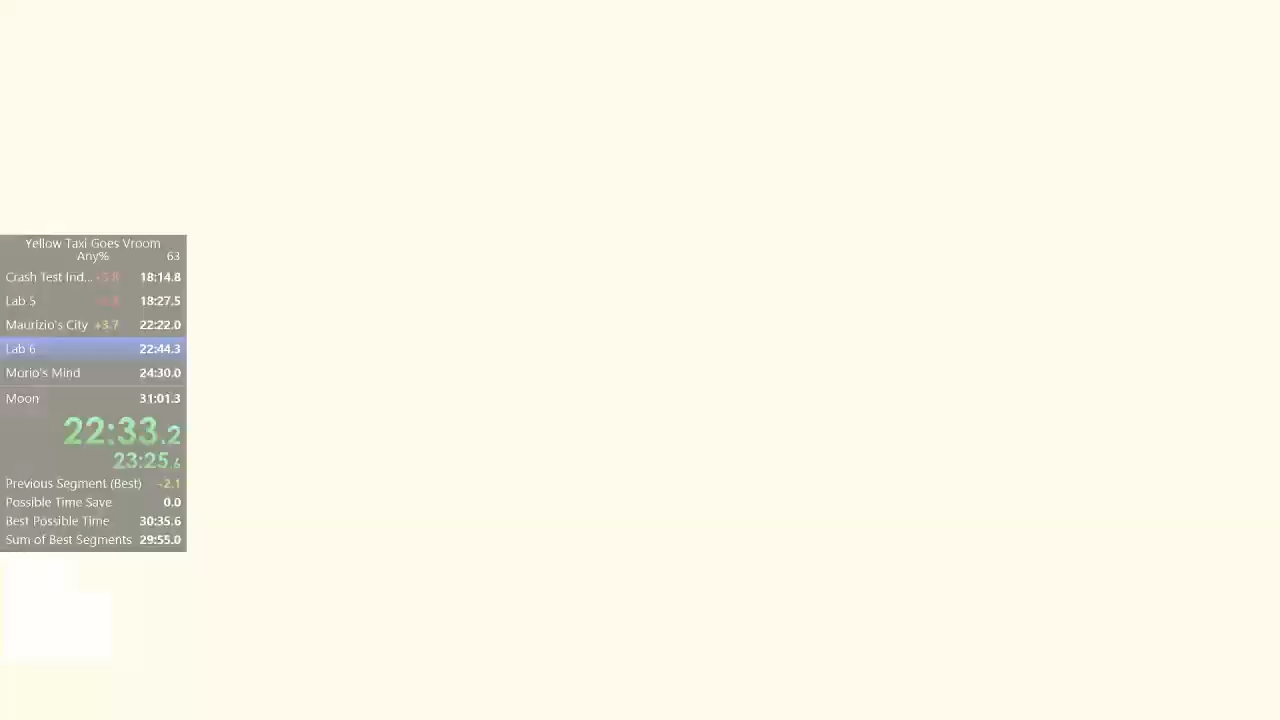 Yellow Taxi Goes Vroom
Any% 63
Crash Test Ind... +5.8 18:14.8
Lab 5 18:27.5
Maurizio's City +3.7 22:22.0
Lab 6 22:44.3
Morio's Mind 24:30.0
Moon 31:01.3
22:33.2
23:25.6
Previous Segment (Best) -2.1
Possible Time Save 0.0
Best Possible Time 30:35.6
Sum of Best Segments 29:55.0